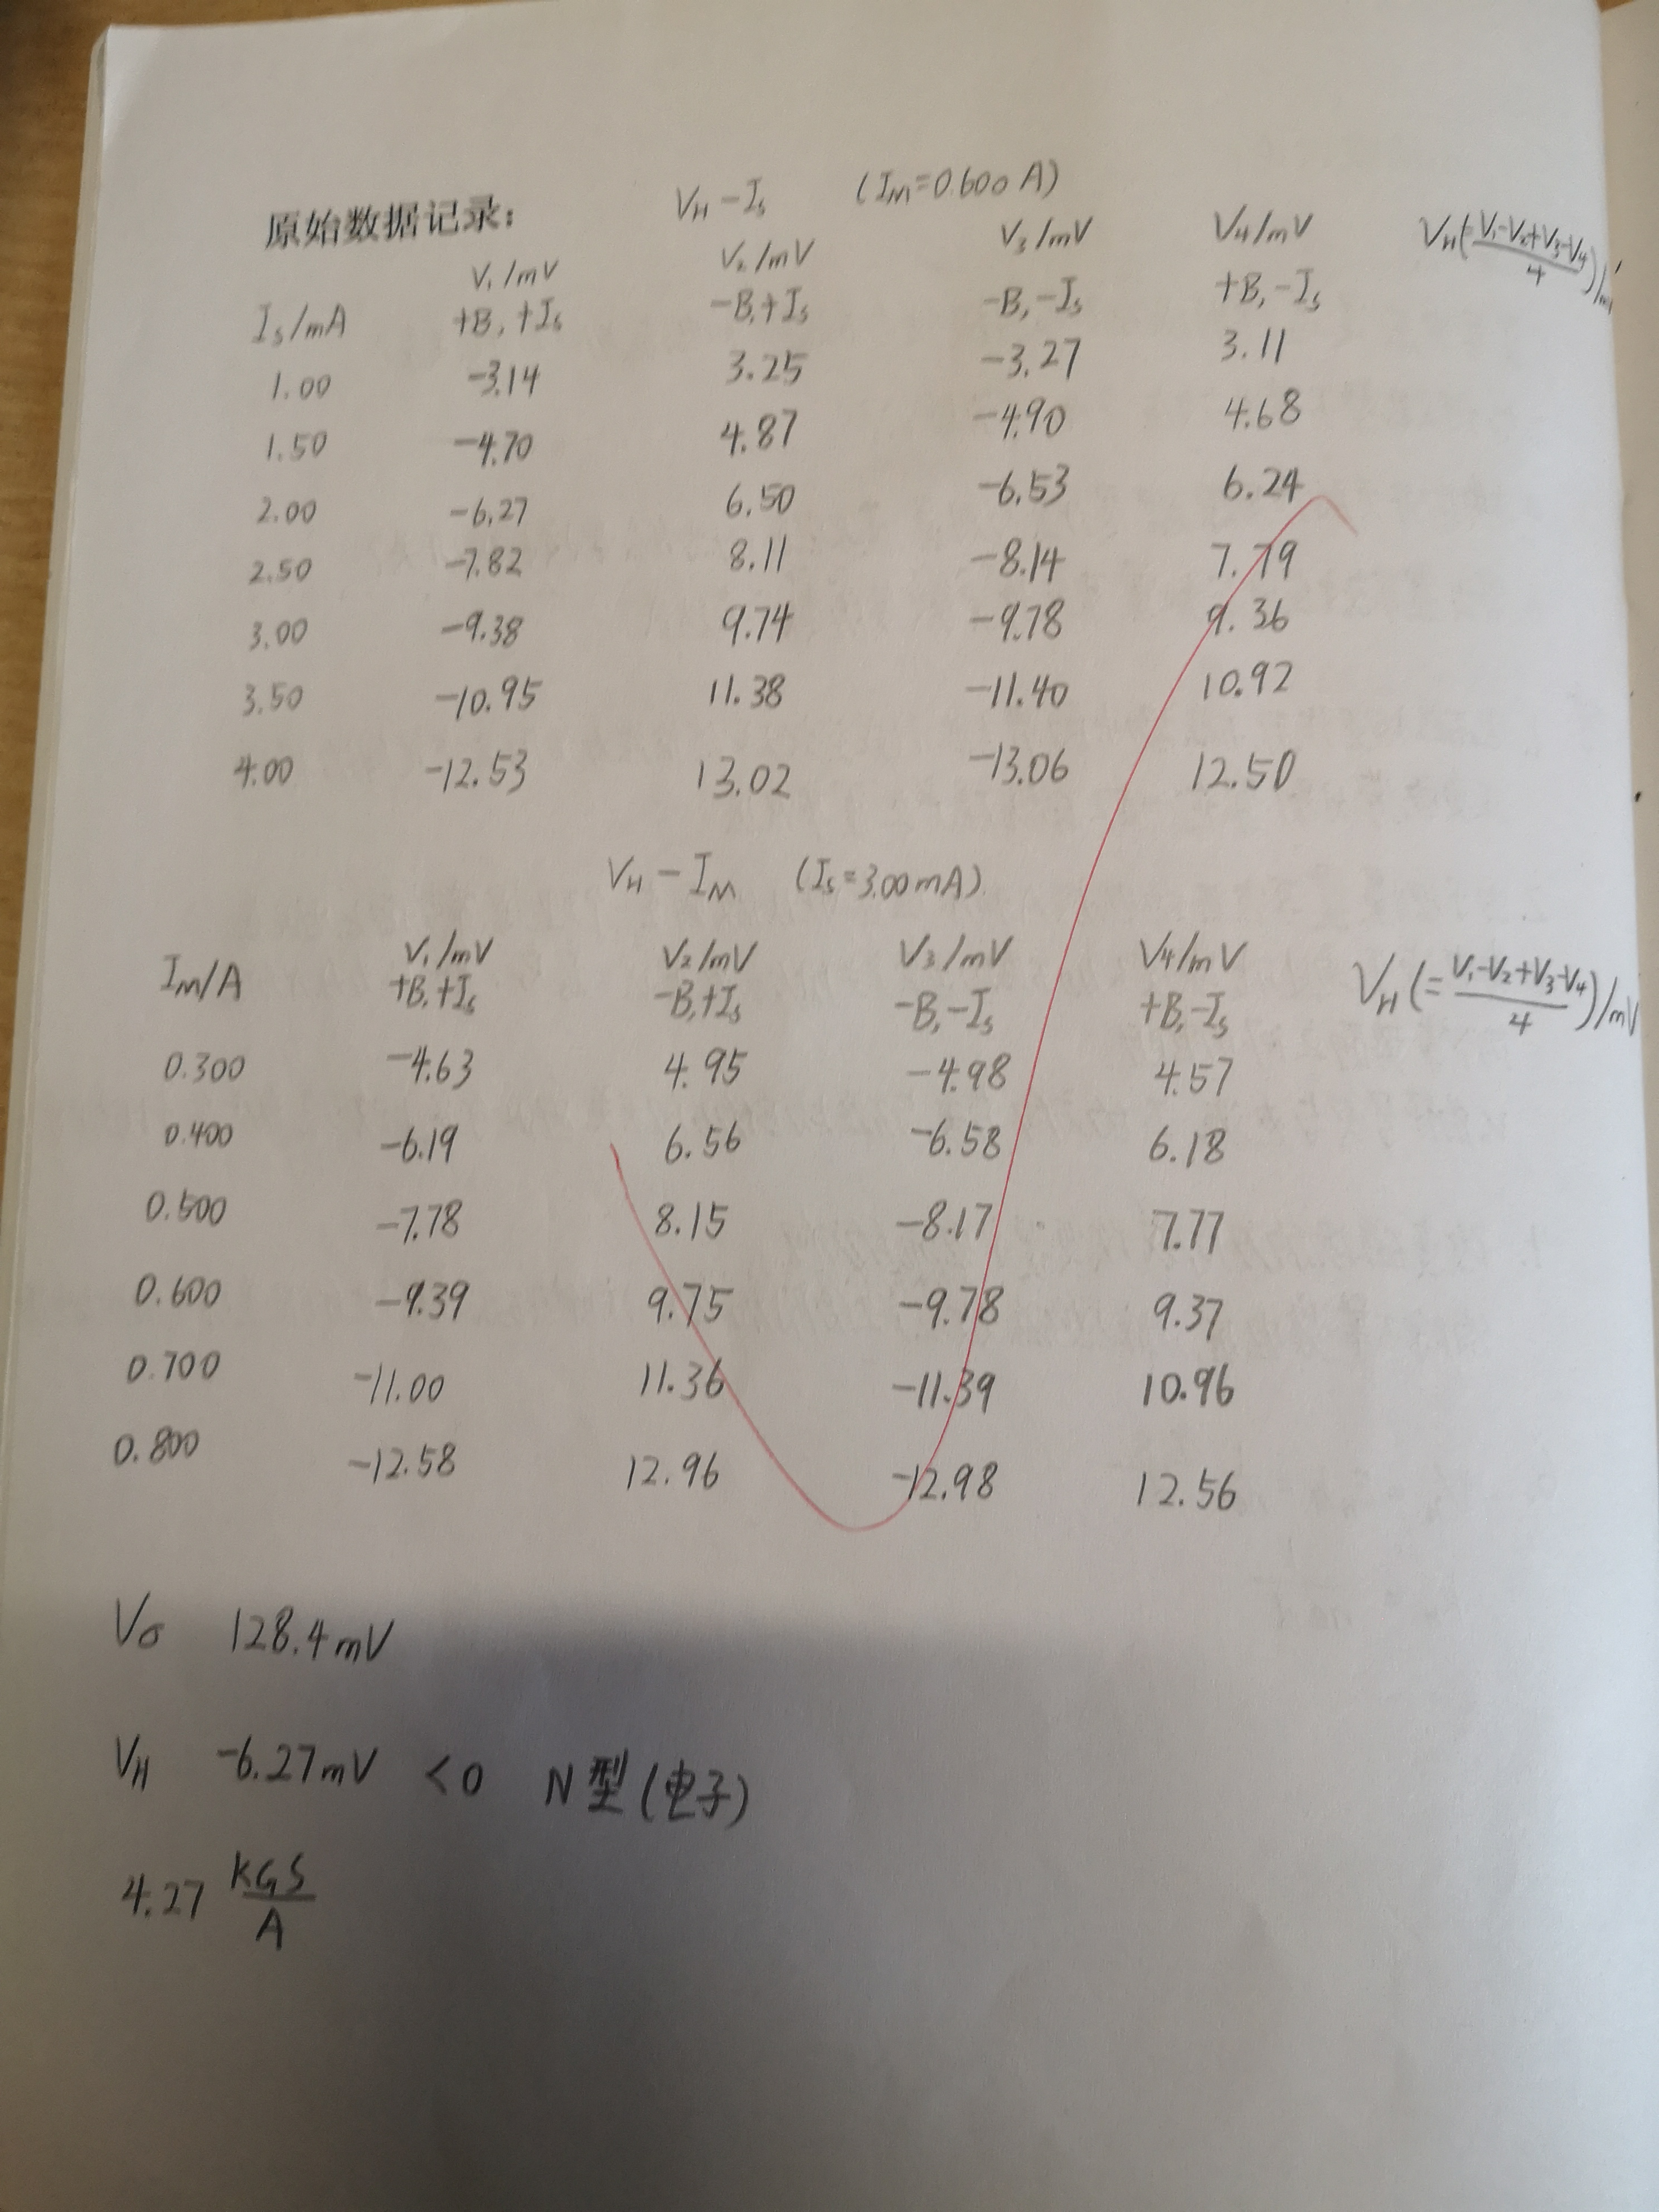 原始数据记录: V_H-I_s (I_M=0.600A)
I_s/mA V_1/mV +B,+I_s V_2/mV -B,+I_s V_3/mV -B,-I_s V_4/mV +B,-I_s V_H(=(V_1-V_2+V_3-V_4)/4)/m
1.00 -3.14 3.25 -3.27 3.11
1.50 -4.70 4.87 -4.90 4.68
2.00 -6.27 6.50 -6.53 6.24
2.50 -7.82 8.11 -8.14 7.79
3.00 -9.38 9.74 -9.78 9.36
3.50 -10.95 11.38 -11.40 10.92
4.00 -12.53 13.02 -13.06 12.50
V_H-I_M (I_s=3.00mA)
I_M/A V_1/mV +B,+I_s V_2/mV -B,+I_s V_3/mV -B,-I_s V_4/mV +B,-I_s V_H(=(V_1-V_2+V_3-V_4)/4)/mV
0.300 -4.63 4.95 -4.98 4.57
0.400 -6.19 6.56 -6.58 6.18
0.500 -7.78 8.15 -8.17 7.77
0.600 -9.39 9.75 -9.78 9.37
0.700 -11.00 11.36 -11.39 10.96
0.800 -12.58 12.96 -12.98 12.56
V_σ 128.4mV
V_H -6.27mV <0 N型(电子)
4.27 KGS/A